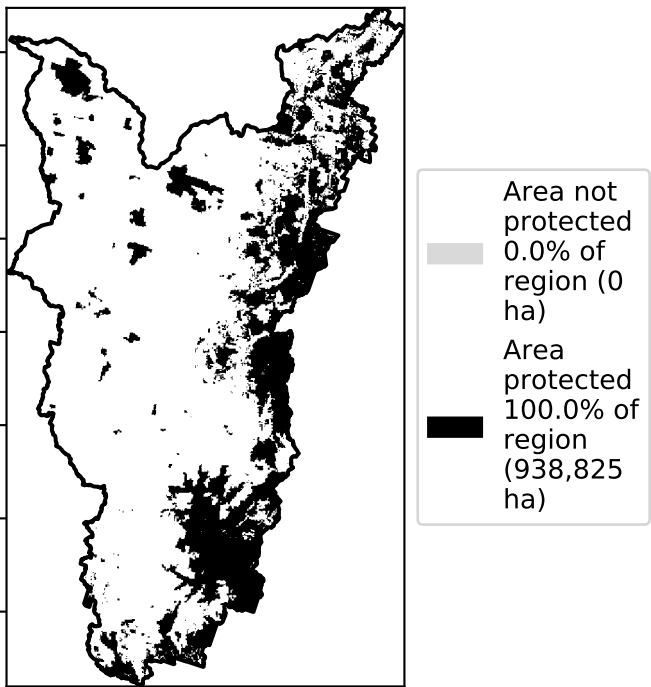 Area not
protected
0.0% of
region (0
ha)
Area
protected
100.0% of
region
(938,825
ha)